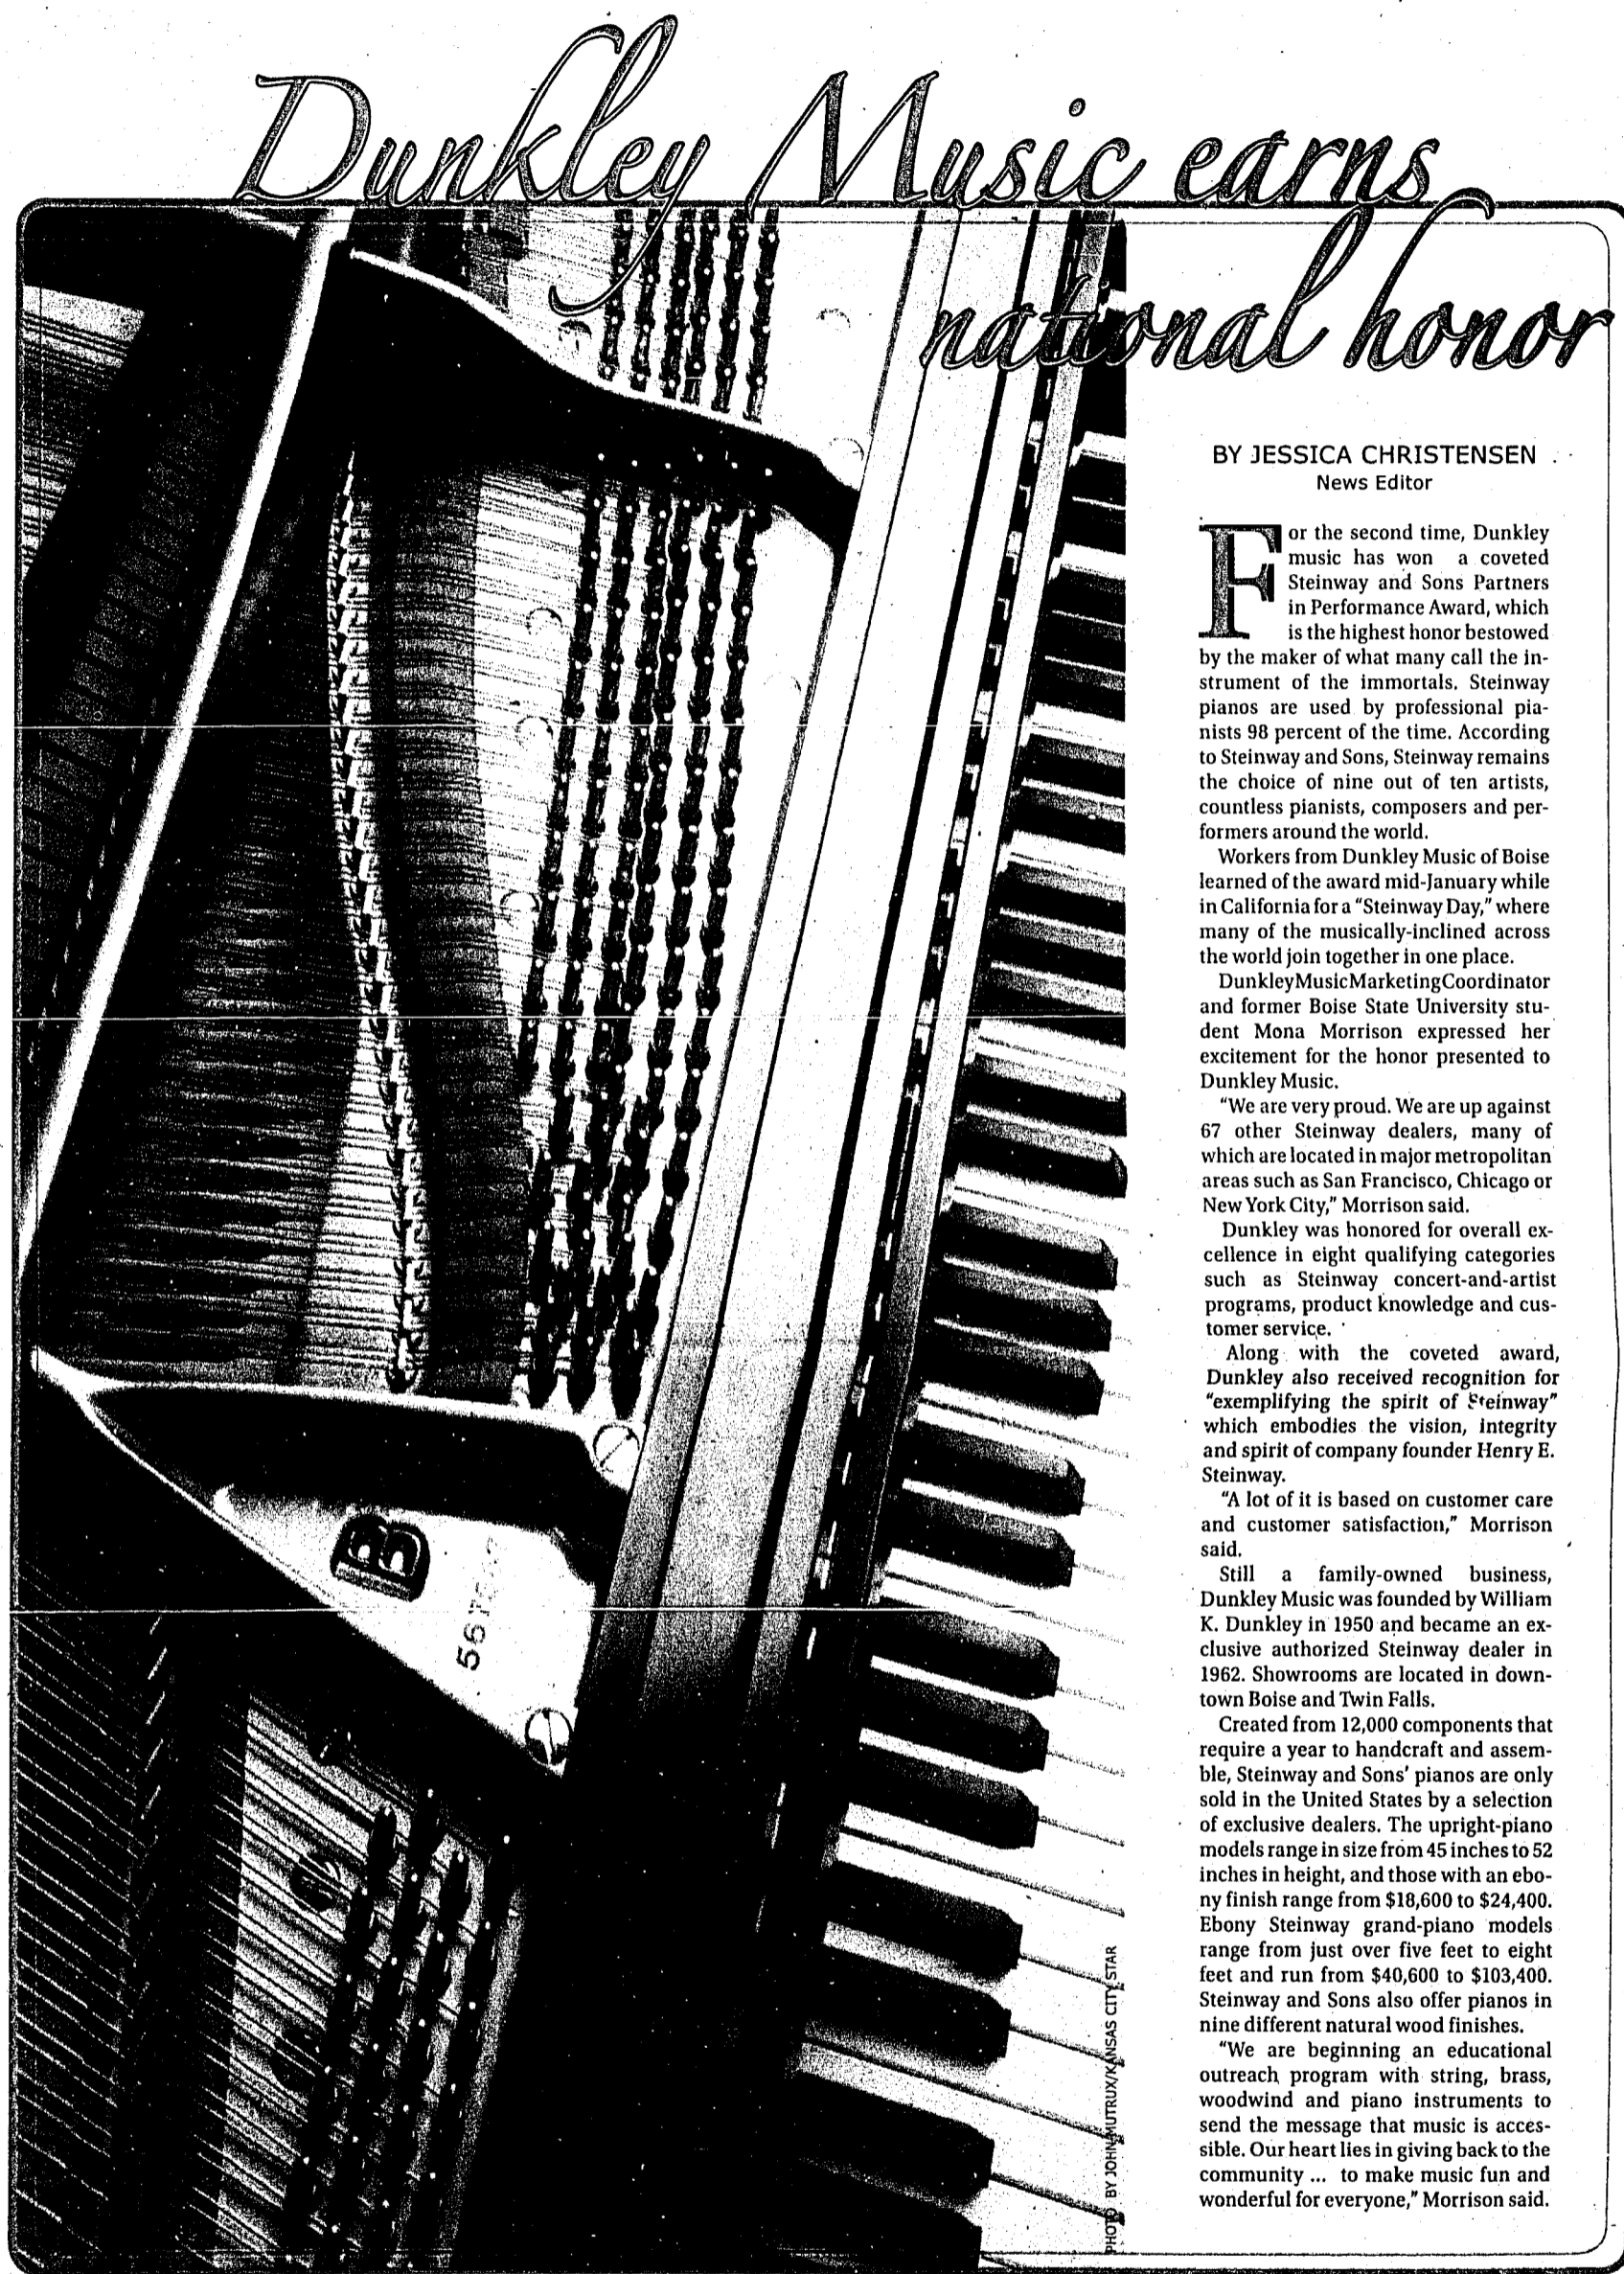 Dunkley Music earns
national honor
BY JESSICA CHRISTENSEN
News Editor
For the second time, Dunkley
music has won a coveted
Steinway and Sons Partners
in Performance Award, which
is the highest honor bestowed
by the maker of what many call the in-
strument of the immortals. Steinway
pianos are used by professional pia-
nists 98 percent of the time. According
to Steinway and Sons, Steinway remains
the choice of nine out of ten artists,
countless pianists, composers and per-
formers around the world.
Workers from Dunkley Music of Boise
learned of the award mid-January while
in California for a “Steinway Day,” where
many of the musically-inclined across
the world join together in one place.
Dunkley Music Marketing Coordinator
and former Boise State University stu-
dent Mona Morrison expressed her
excitement for the honor presented to
Dunkley Music.
“We are very proud. We are up against
67 other Steinway dealers, many of
which are located in major metropolitan
areas such as San Francisco, Chicago or
New York City,” Morrison said.
Dunkley was honored for overall ex-
cellence in eight qualifying categories
such as Steinway concert-and-artist
programs, product knowledge and cus-
tomer service.
Along with the coveted award,
Dunkley also received recognition for
“exemplifying the spirit of Steinway”
which embodies the vision, integrity
and spirit of company founder Henry E.
Steinway.
“A lot of it is based on customer care
and customer satisfaction,” Morrison
said.
Still a family-owned business,
Dunkley Music was founded by William
K. Dunkley in 1950 and became an ex-
clusive authorized Steinway dealer in
1962. Showrooms are located in down-
town Boise and Twin Falls.
Created from 12,000 components that
require a year to handcraft and assem-
ble, Steinway and Sons’ pianos are only
sold in the United States by a selection
of exclusive dealers. The upright-piano
models range in size from 45 inches to 52
inches in height, and those with an ebo-
ny finish range from $18,600 to $24,400.
Ebony Steinway grand-piano models
range from just over five feet to eight
feet and run from $40,600 to $103,400.
Steinway and Sons also offer pianos in
nine different natural wood finishes.
“We are beginning an educational
outreach program with string, brass,
woodwind and piano instruments to
send the message that music is acces-
sible. Our heart lies in giving back to the
community ... to make music fun and
wonderful for everyone,” Morrison said.
PHOTO BY JOHN MUTRUX/KANSAS CITY STAR
B